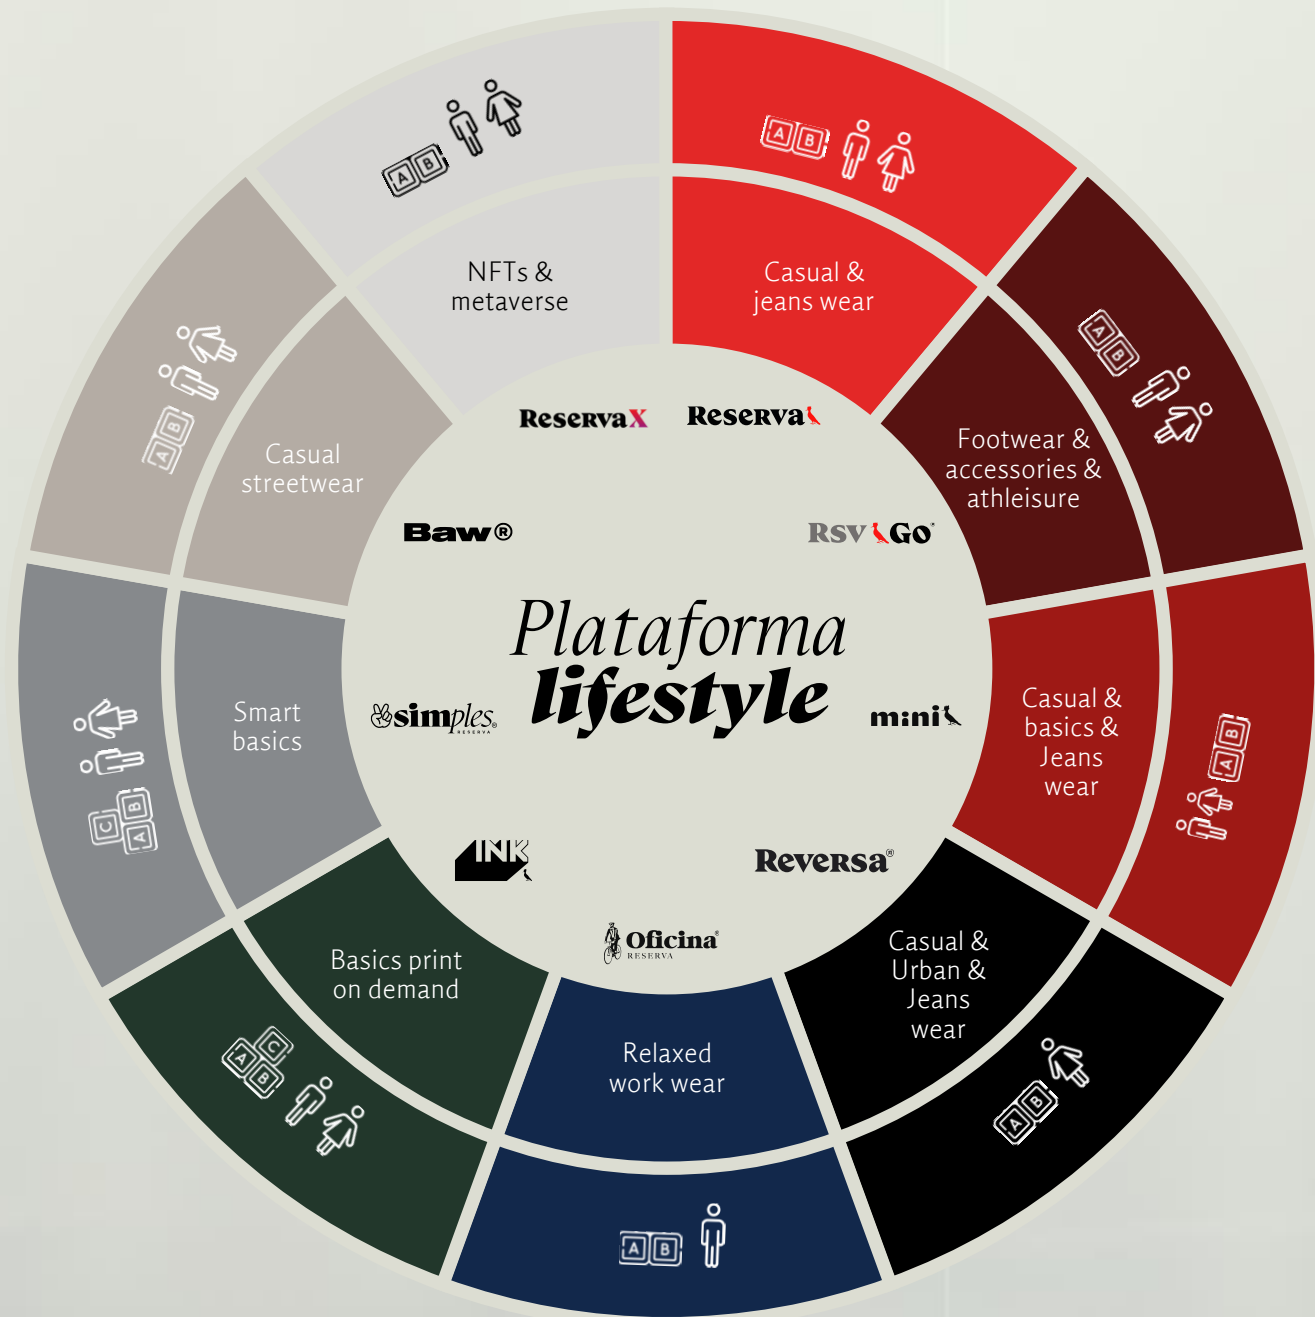 A B
NFTs &
metaverse
A B
Casual &
jeans wear
A B
Footwear &
accessories &
athleisure
A B
Casual &
basics &
Jeans
wear
A B
Casual &
Urban &
Jeans
wear
A B
Relaxed
work wear
A B
Basics print
on demand
C
A B
Smart
basics
C B
A
Casual
streetwear
A B
ReservaX
Reserva
Baw®
Rsv Go
Plataforma
lifestyle
simples®
RESERVA
mini
INK
Reversa®
Oficina®
RESERVA